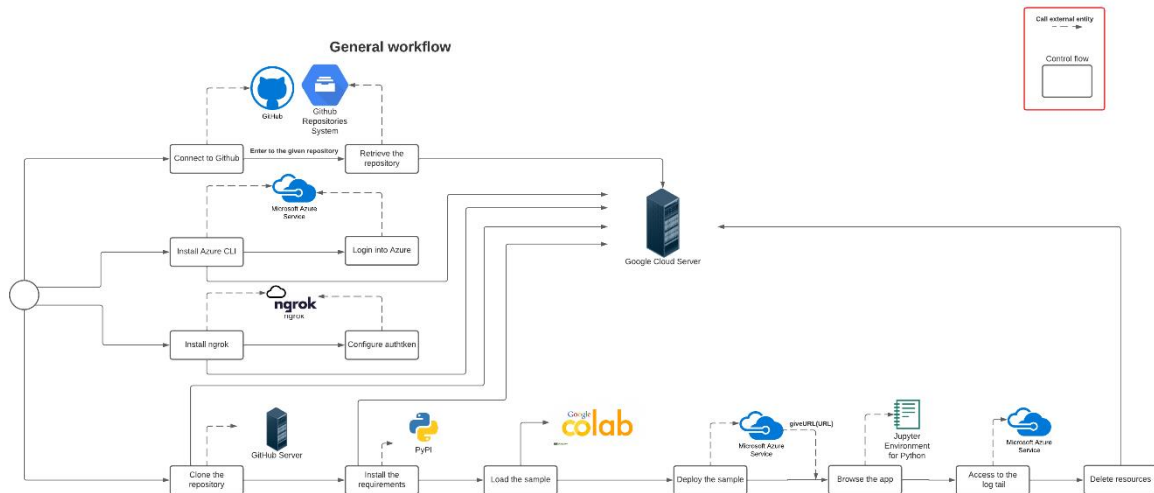 Call external entity
Control flow
General workflow
GitHub
Github
Repositories
System
Connect to Github
Enter to the given repository
Retrieve the
repository
Microsoft Azure
Service
Install Azure CLI
Login into Azure
Google Cloud Server
ngrok
ngrok
Install ngrok
Configure authtken
GitHub Server
PyPI
Google
colab
Microsoft Azure
Service
giveURL(URL)
Jupyter
Environment
for Python
Microsoft Azure
Service
Clone the
repository
Install the
requirements
Load the sample
Deploy the sample
Browse the app
Access to the
log tail
Delete resources